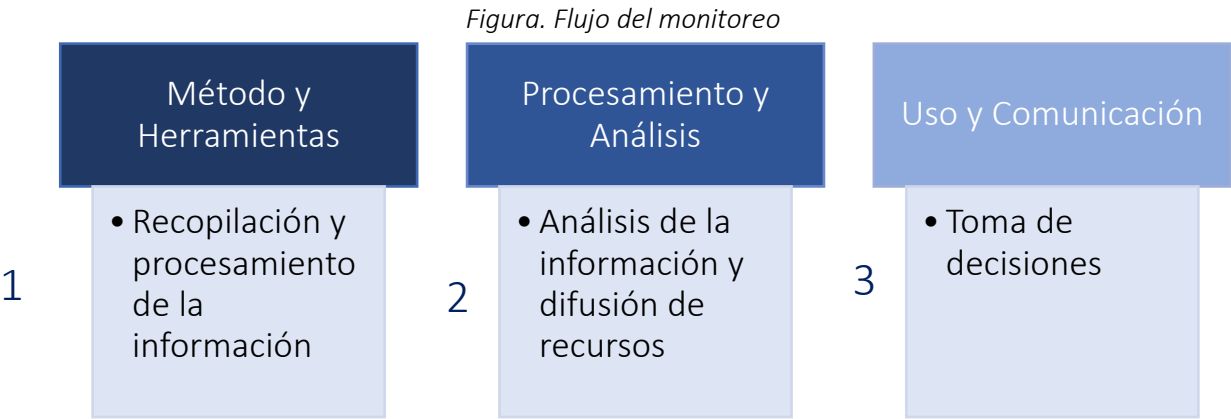 Figura. Flujo del monitoreo
Método y
Herramientas
1
• Recopilación y
procesamiento
de la
información
Procesamiento y
Análisis
2
• Análisis de la
información y
difusión de
recursos
Uso y Comunicación
3
• Toma de
decisiones